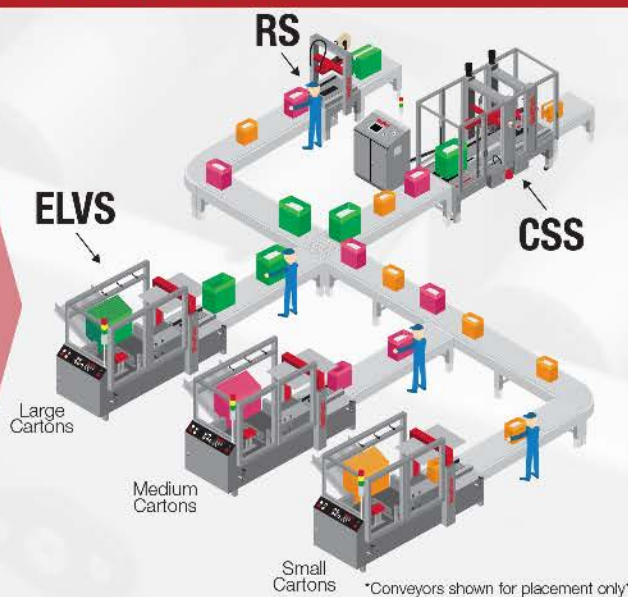 RS
ELVS
CSS
Large
Cartons
Medium
Cartons
Small
Cartons
*Conveyors shown for placement only*